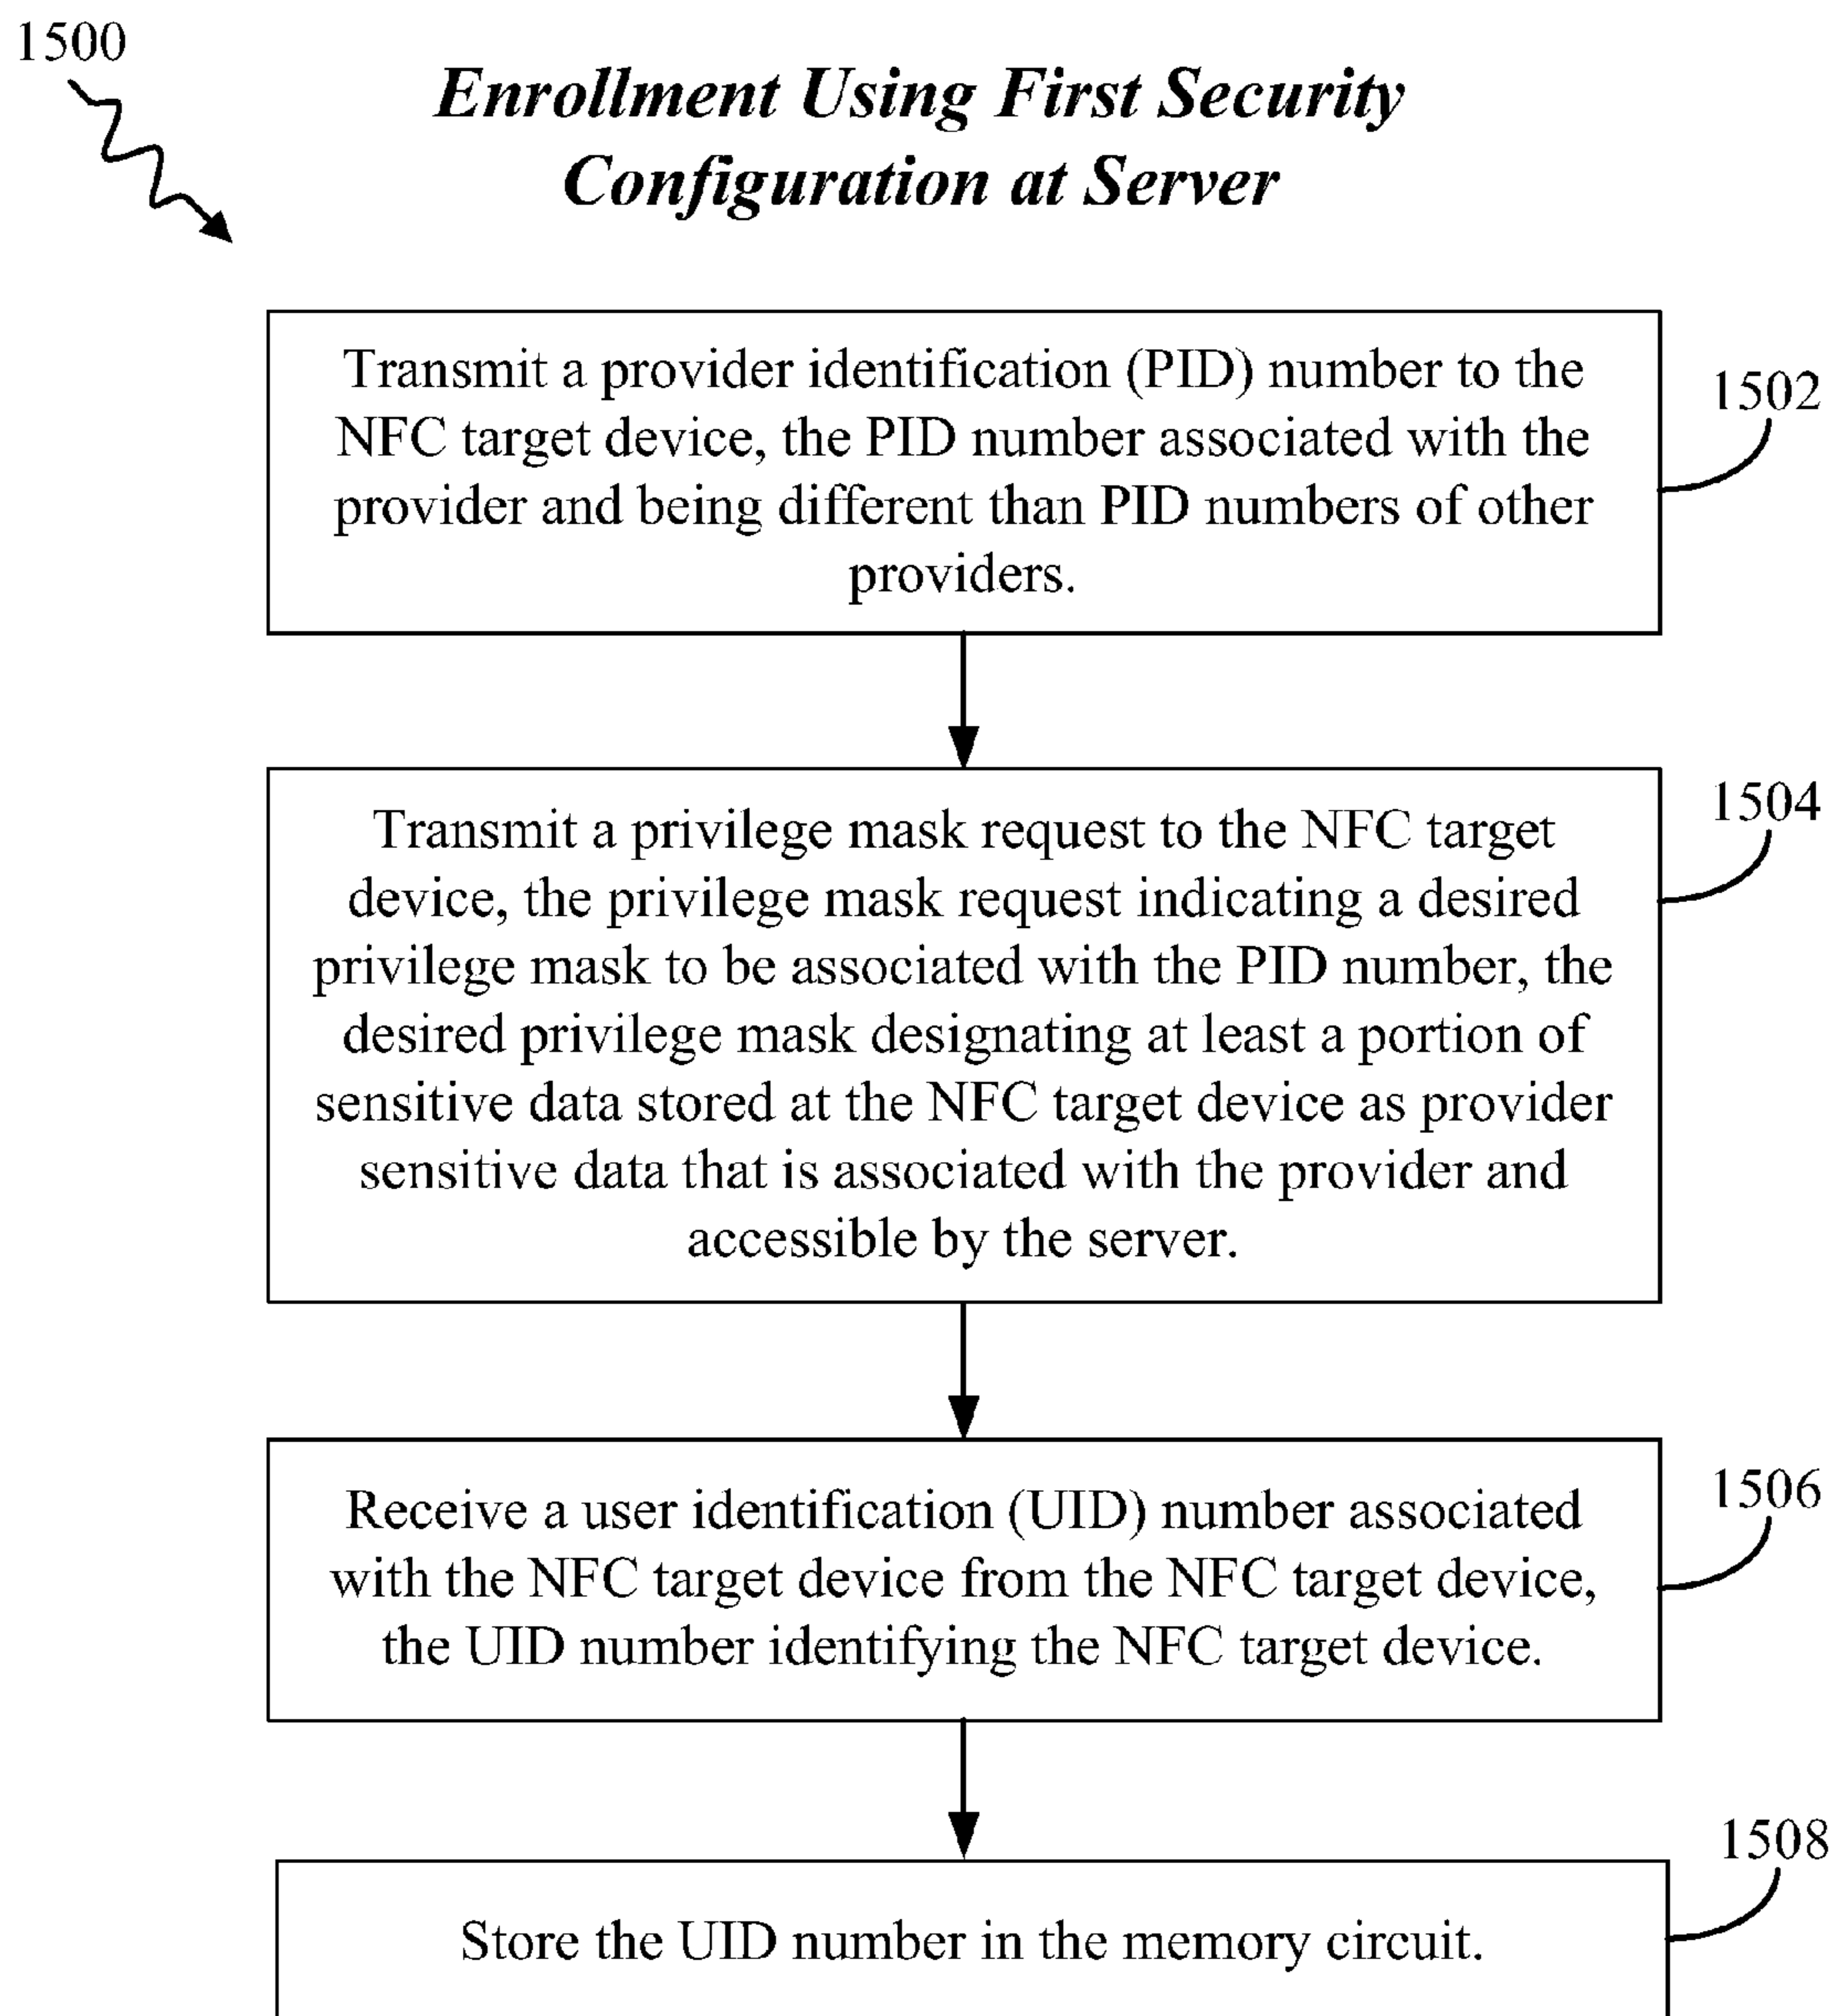 1500
Enrollment Using First Security
Configuration at Server
Transmit a provider identification (PID) number to the
NFC target device, the PID number associated with the
provider and being different than PID numbers of other
providers.
1502
Transmit a privilege mask request to the NFC target
device, the privilege mask request indicating a desired
privilege mask to be associated with the PID number, the
desired privilege mask designating at least a portion of
sensitive data stored at the NFC target device as provider
sensitive data that is associated with the provider and
accessible by the server.
1504
Receive a user identification (UID) number associated
with the NFC target device from the NFC target device,
the UID number identifying the NFC target device.
1506
Store the UID number in the memory circuit.
1508